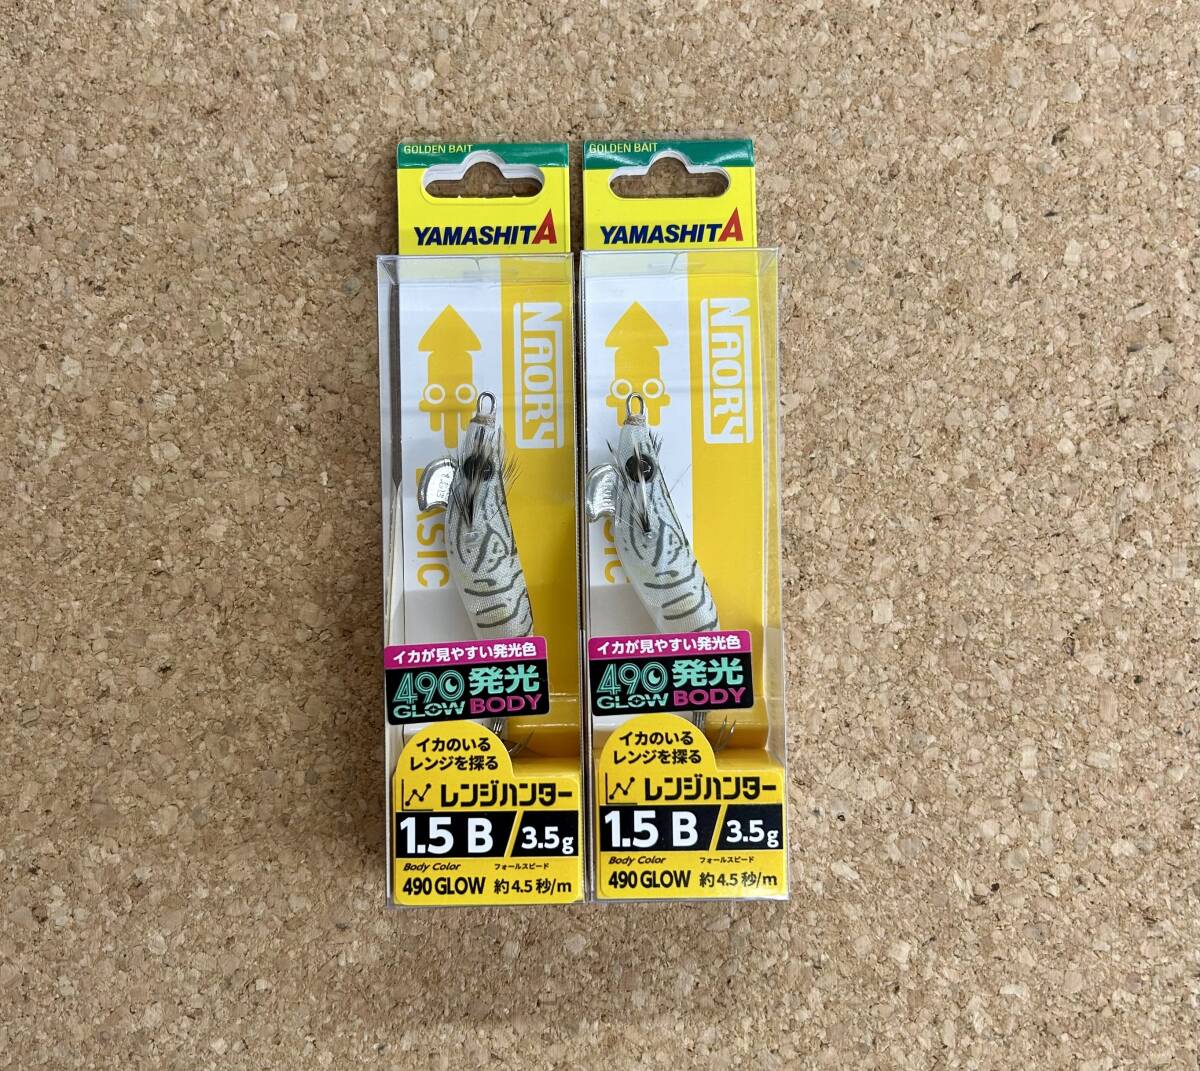 GOLDEN BAIT
YAMASHITA
NAORY
ASIC
1.5B
イカが見やすい発光色
490 発光
GLOW BODY
イカのいる
レンジを探る
レンジハンター
1.5 B / 3.5g
Body Color フォールスピード
490 GLOW 約4.5秒/m
GOLDEN BAIT
YAMASHITA
NAORY
SIC
イカが見やすい発光色
490 発光
GLOW BODY
イカのいる
レンジを探る
レンジハンター
1.5 B / 3.5g
Body Color フォールスピード
490 GLOW 約4.5秒/m